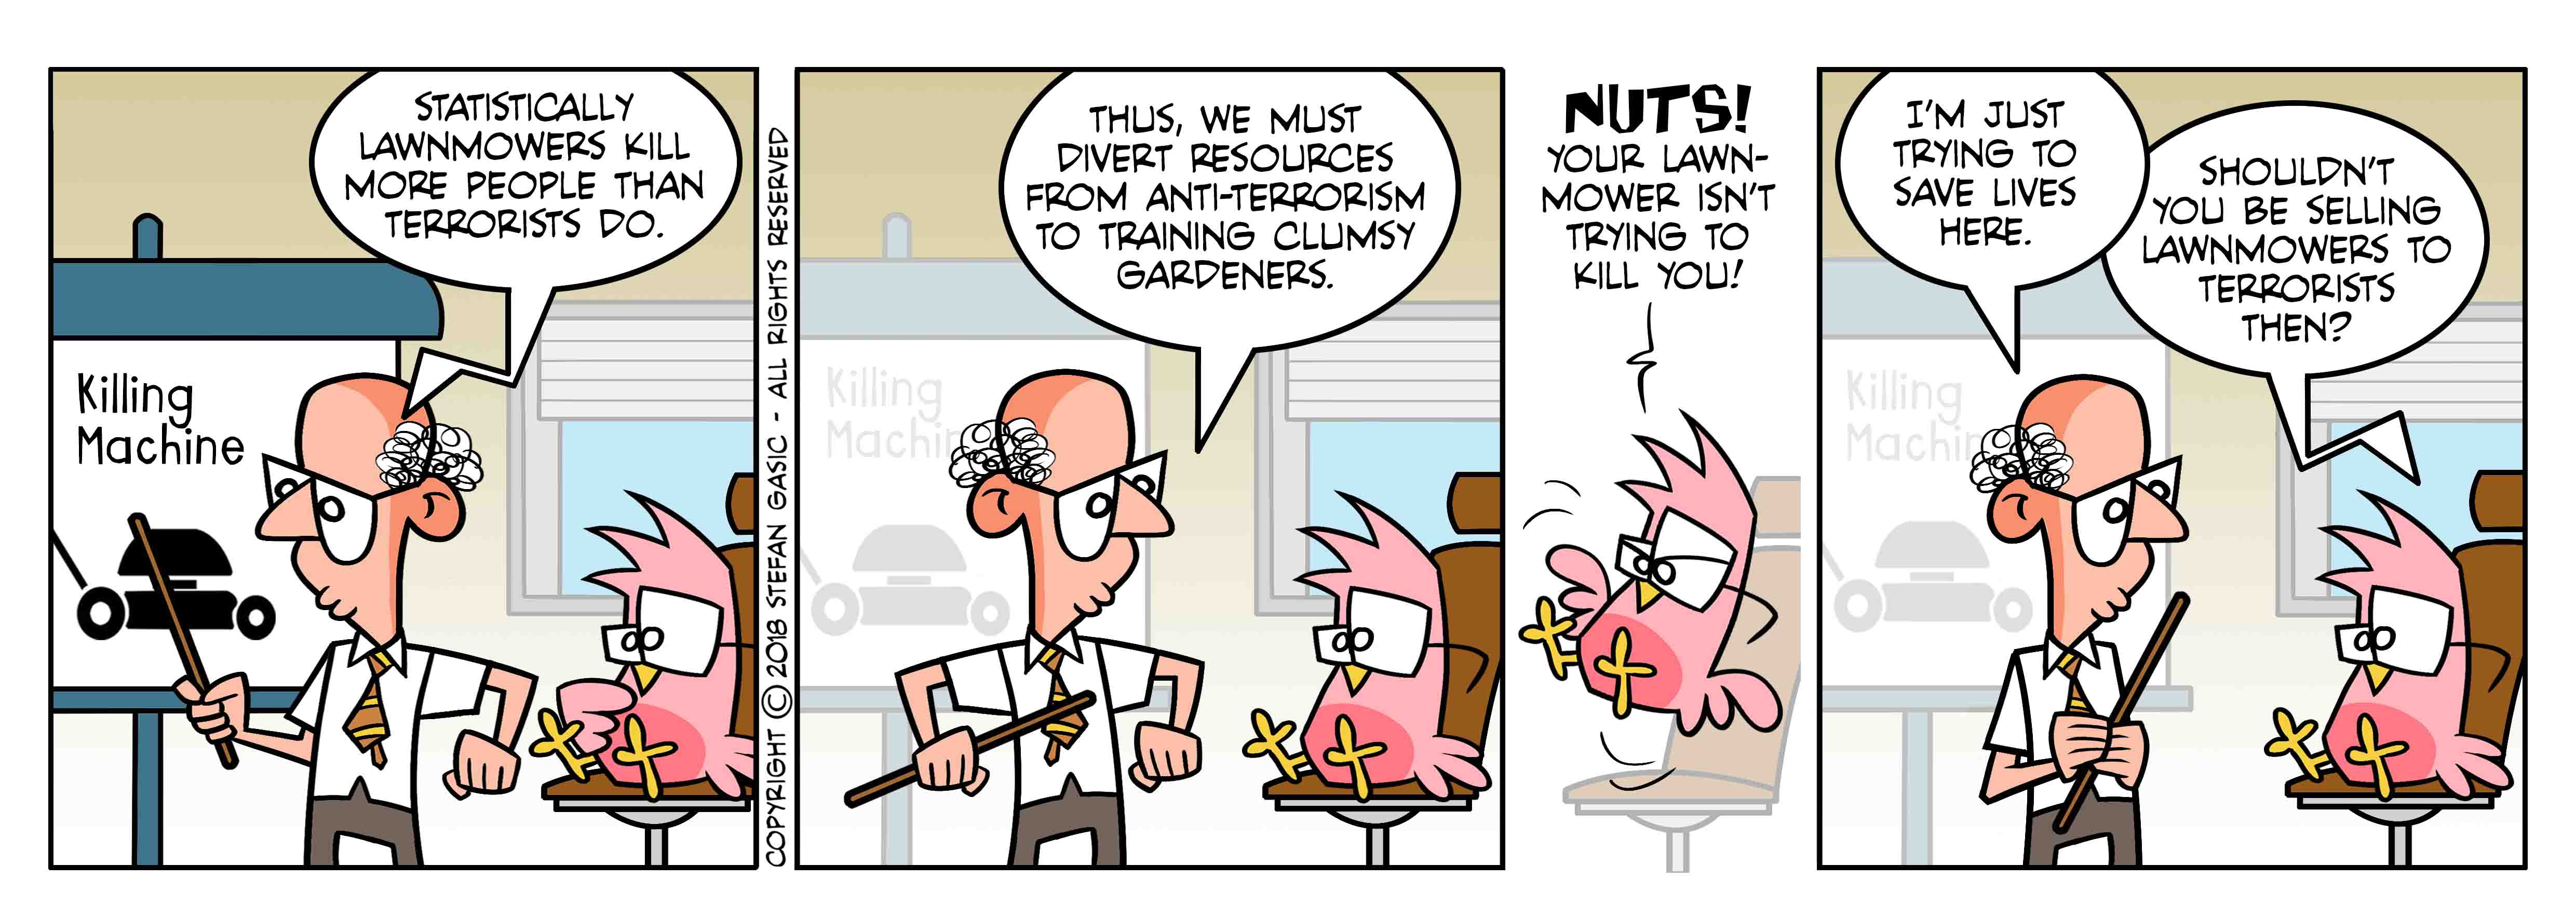 STATISTICALLY
LAWNMOWERS KILL
MORE PEOPLE THAN
TERRORISTS DO.
Killing
Machine
COPYRIGHT © 2018 STEFAN GASIC - ALL RIGHTS RESERVED
THUS, WE MUST
DIVERT RESOURCES
FROM ANTI-TERRORISM
TO TRAINING CLUMSY
GARDENERS.
Killing
Machin
NUTS!
YOUR LAWN-
MOWER ISN'T
TRYING TO
KILL YOU!
I'M JUST
TRYING TO
SAVE LIVES
HERE.
SHOULDN'T
YOU BE SELLING
LAWNMOWERS TO
TERRORISTS
THEN?
Killing
Machin